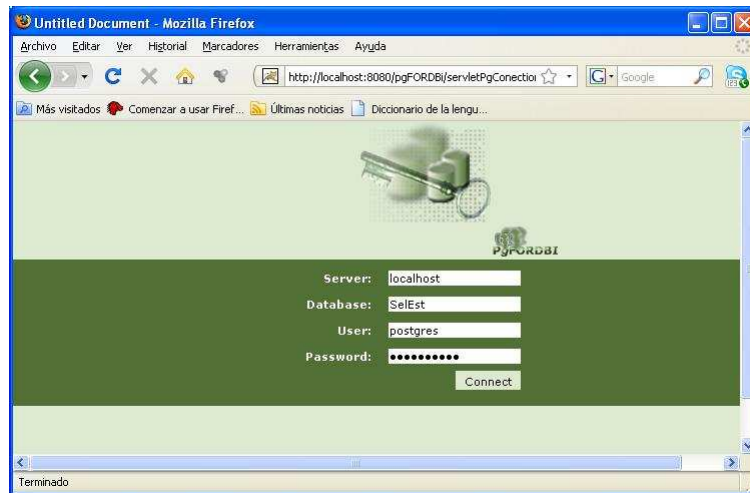 Untitled Document - Mozilla Firefox
Archivo Editar Ver Historial Marcadores Herramientas Ayuda
http://localhost:8080/pgFORDBi/servletPgConection
Google
Más visitados Comenzar a usar Firef... Últimas noticias Diccionario de la lengu...
PgFORDBI
Server: localhost
Database: SelEst
User: postgres
Password: ●●●●●●●●●●
Connect
Terminado